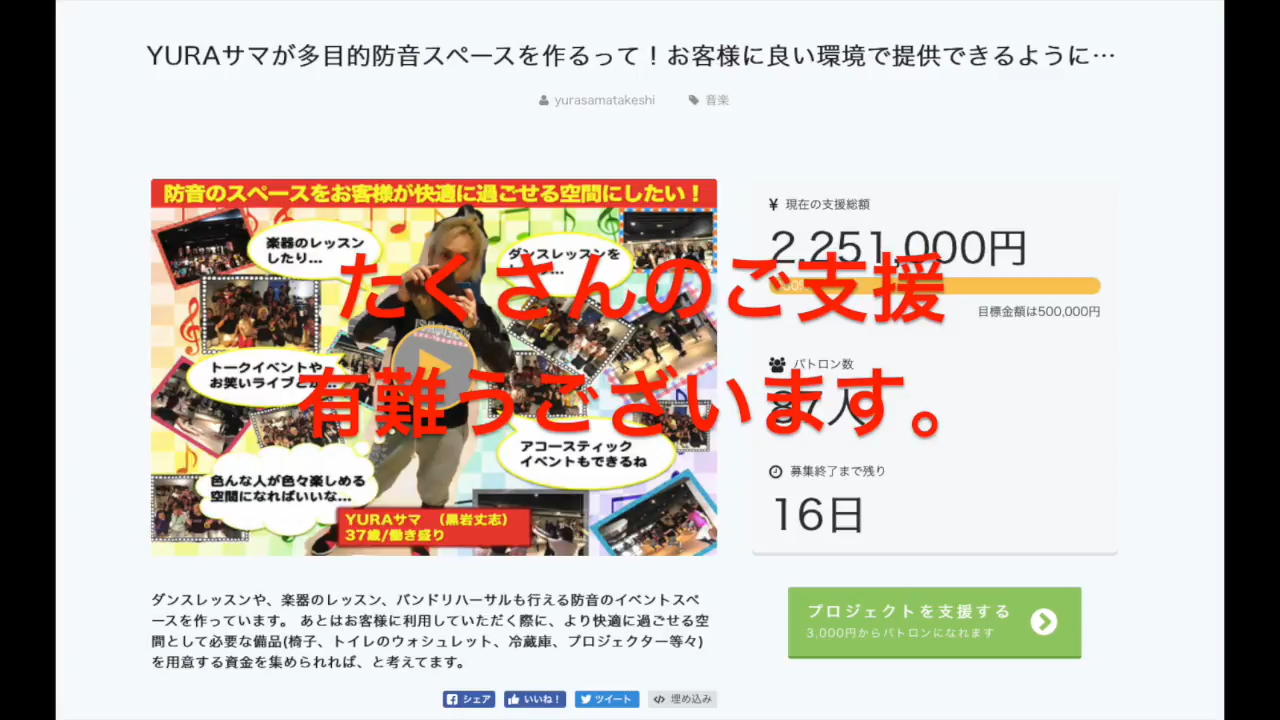 YURAサマが多目的防音スペースを作るって！お客様に良い環境で提供できるように…
yurasamatakeshi 音楽
防音のスペースをお客様が快適に過ごせる空間にしたい！
楽器のレッスン
したり...
ダンスレッスンを
トークイベントや
お笑いライブとか...
アコースティック
イベントもできるね
色んな人が色々楽しめる
空間になればいいな...
YURAサマ （黒岩丈志）
37歳/働き盛り
たくさんのご支援
有難うございます。
¥ 現在の支援総額
2,251,000円
目標金額は500,000円
パトロン数
人
募集終了まで残り
16日
プロジェクトを支援する
3,000円からパトロンになれます
ダンスレッスンや、楽器のレッスン、バンドリハーサルも行える防音のイベントスペ
ースを作っています。 あとはお客様に利用していただく際に、より快適に過ごせる空
間として必要な備品(椅子、トイレのウォシュレット、冷蔵庫、プロジェクター等々)
を用意する資金を集められれば、と考えてます。
シェア いいね！ ツイート 埋め込み